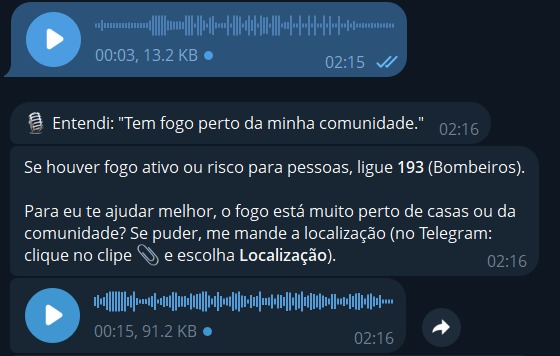 00:03, 13.2 KB
02:15
🎙️ Entendi: "Tem fogo perto da minha comunidade."
02:16
Se houver fogo ativo ou risco para pessoas, ligue 193 (Bombeiros).
Para eu te ajudar melhor, o fogo está muito perto de casas ou da
comunidade? Se puder, me mande a localização (no Telegram:
clique no clipe 📎 e escolha Localização).
02:16
00:15, 91.2 KB
02:16